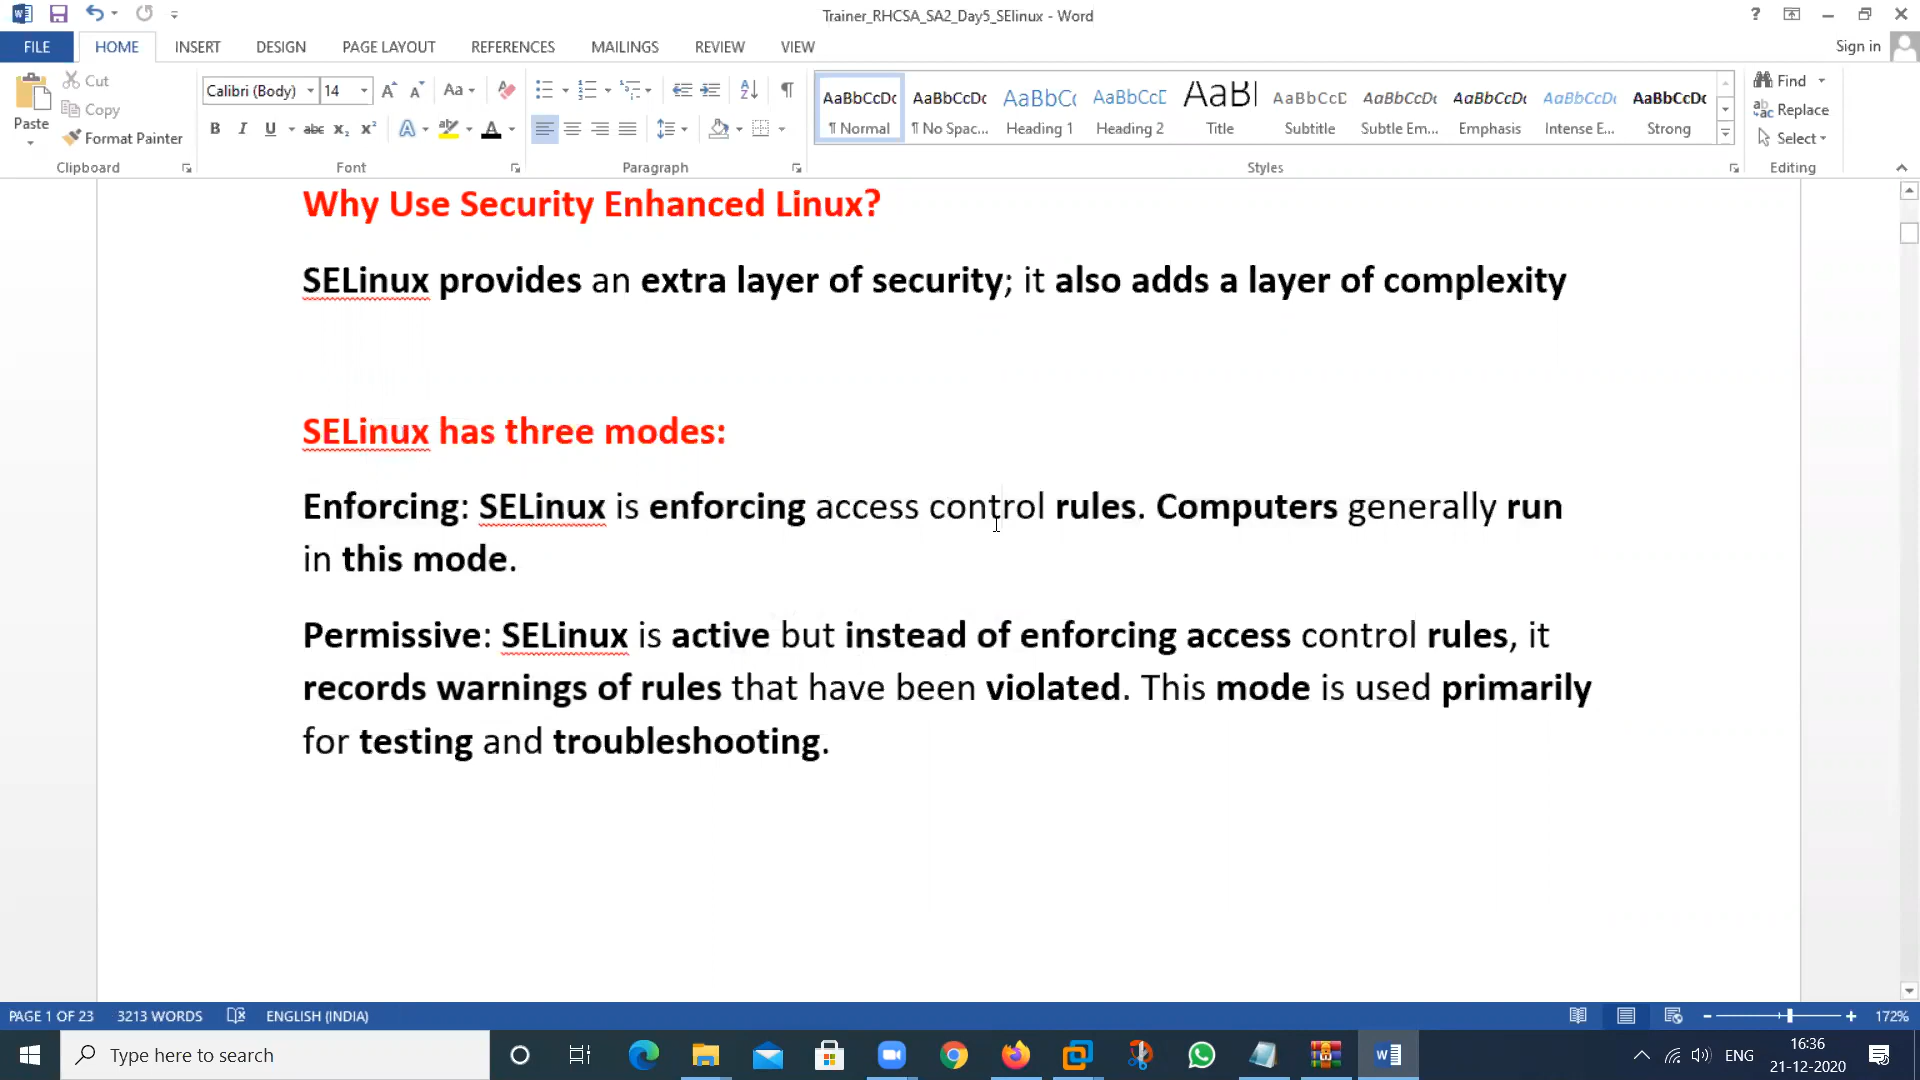 Trainer_RHCSA_SA2_Day5_SElinux - Word
FILE HOME INSERT DESIGN PAGE LAYOUT REFERENCES MAILINGS REVIEW VIEW Sign in
Cut
Copy
Format Painter
Paste
Calibri (Body) 14
AaBbCcDc AaBbCcDc AaBbCc AaBbCcD AaBl AaBbCcD AaBbCcDc AaBbCcDc AaBbCcDc AaBbCcDc
¶ Normal ¶ No Spac... Heading 1 Heading 2 Title Subtitle Subtle Em... Emphasis Intense E... Strong
Find
Replace
Select
Clipboard Font Paragraph Styles Editing
Why Use Security Enhanced Linux?
SELinux provides an extra layer of security; it also adds a layer of complexity
SELinux has three modes:
Enforcing: SELinux is enforcing access control rules. Computers generally run
in this mode.
Permissive: SELinux is active but instead of enforcing access control rules, it
records warnings of rules that have been violated. This mode is used primarily
for testing and troubleshooting.
PAGE 1 OF 23 3213 WORDS ENGLISH (INDIA) 172%
Type here to search
ENG
16:36
21-12-2020